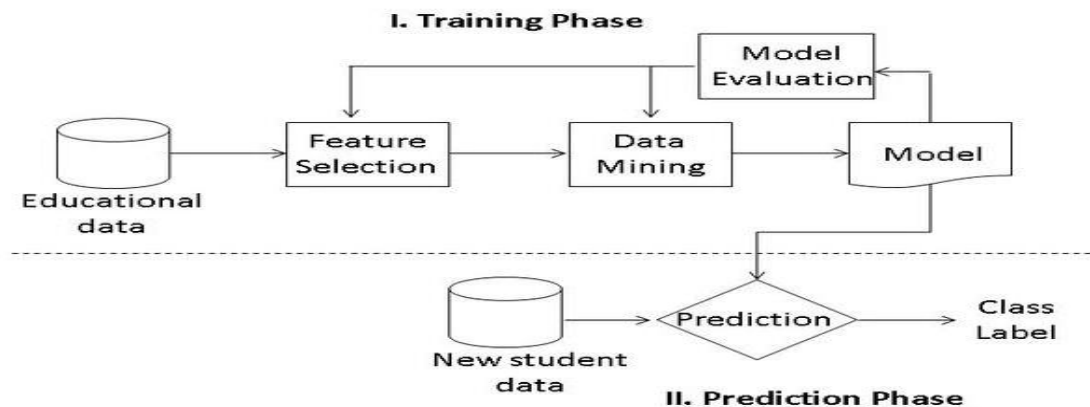 I. Training Phase
Model
Evaluation
Feature
Selection
Data
Mining
Model
Educational
data
Prediction
Class
Label
New student
data
II. Prediction Phase